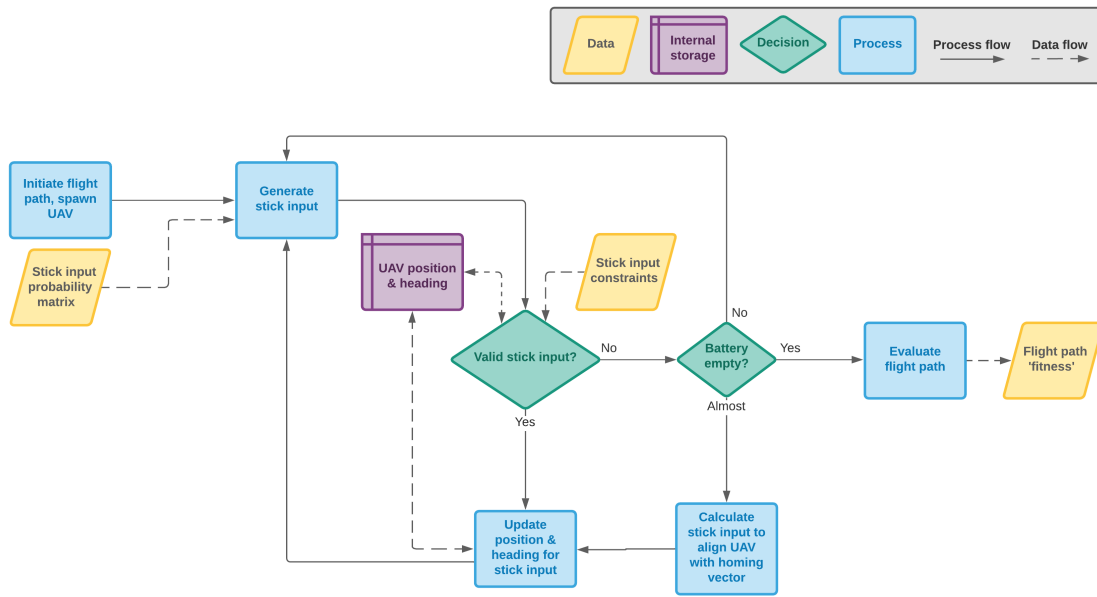 Data
Internal
storage
Decision
Process
Process flow
Data flow
Initiate flight
path, spawn
UAV
Generate
stick input
Stick input
probability
matrix
UAV position
& heading
Stick input
constraints
Valid stick input?
No
No
Battery
empty?
Yes
Almost
Evaluate
flight path
Flight path
'fitness'
Yes
Update
position &
heading for
stick input
Calculate
stick input to
align UAV
with homing
vector